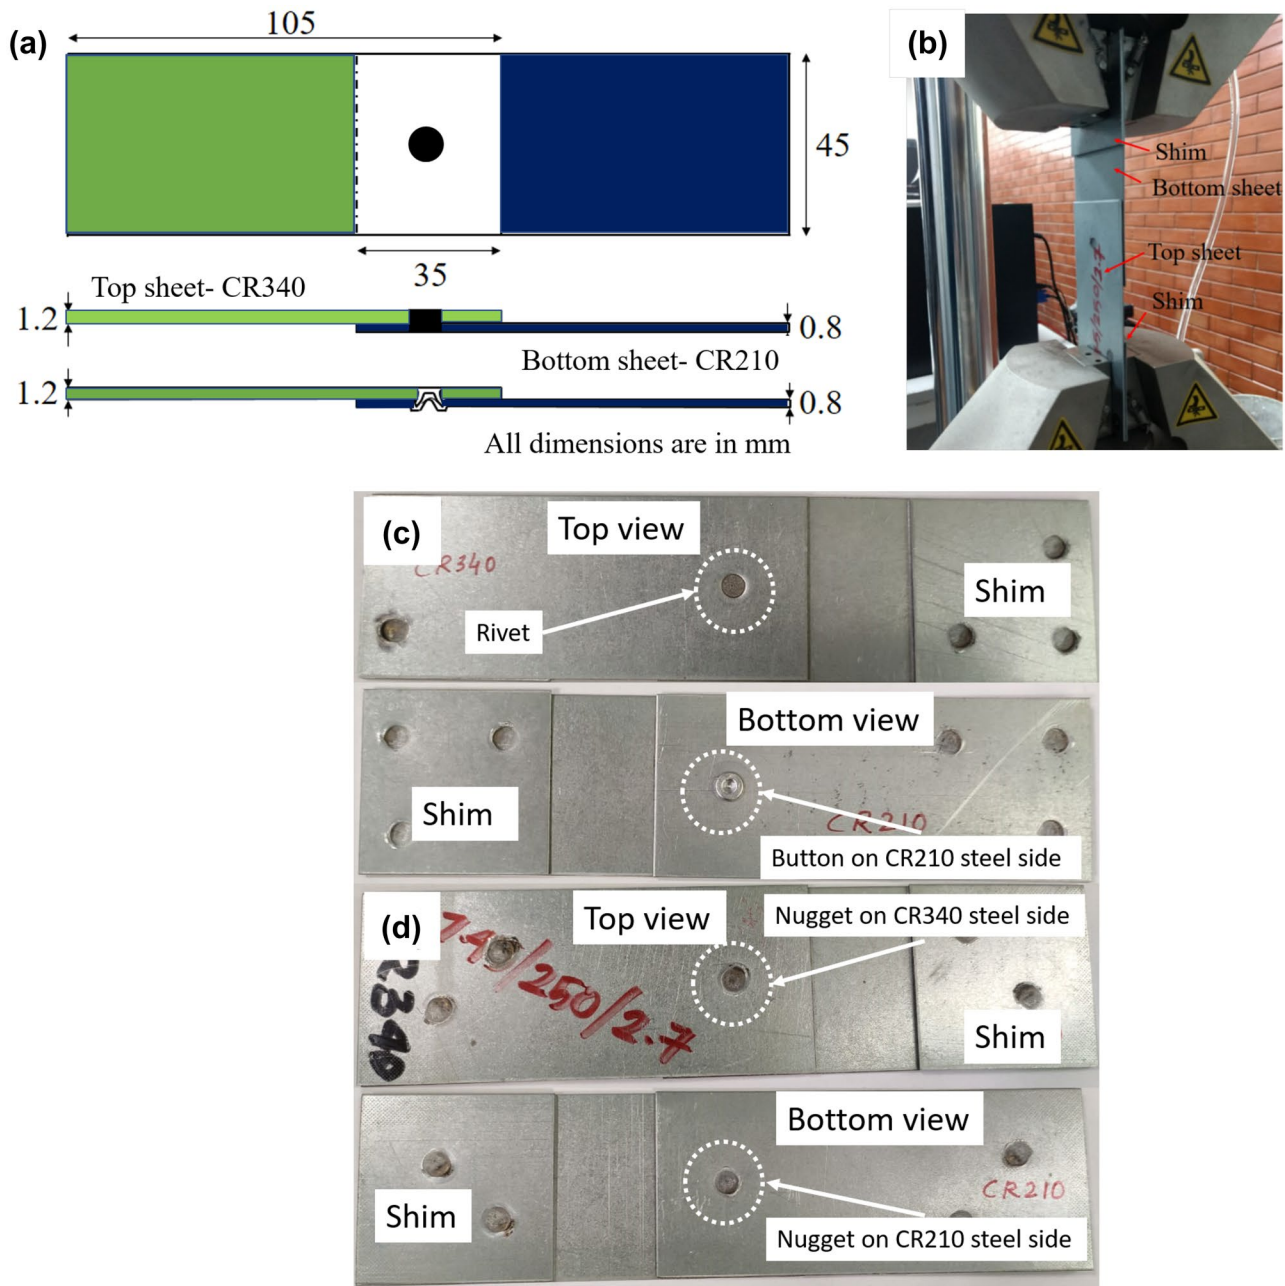 (a)
105
45
35
Top sheet- CR340
1.2
0.8
Bottom sheet- CR210
1.2
0.8
All dimensions are in mm
(b)
Shim
Bottom sheet
Top sheet
Shim
(c)
Top view
CR340
Shim
Rivet
Bottom view
Shim
CR210
Button on CR210 steel side
(d)
Top view
Nugget on CR340 steel side
/250/2.7
Shim
Bottom view
CR210
Shim
Nugget on CR210 steel side